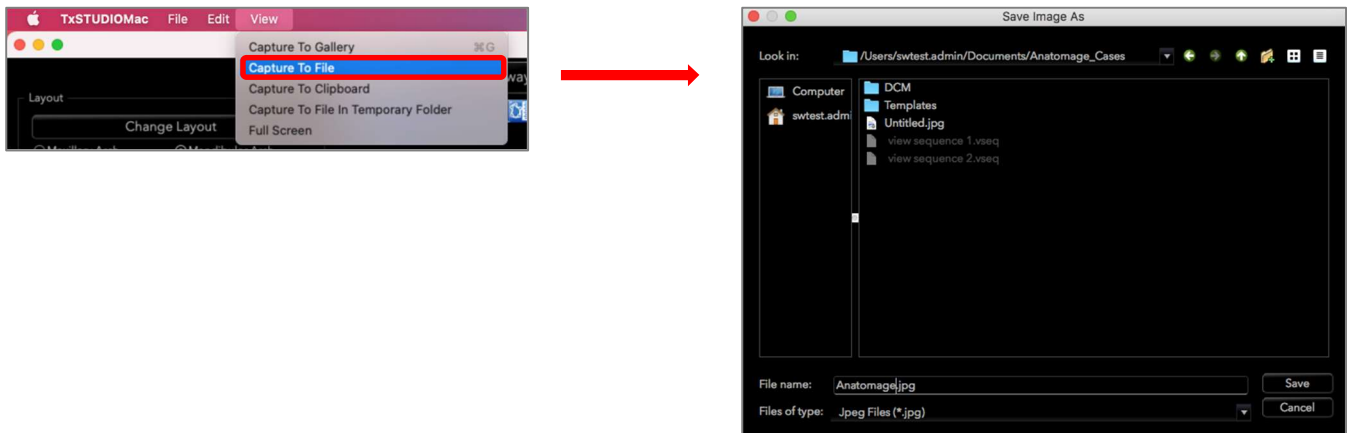 TxSTUDIOMac File Edit View
Capture To Gallery ⌘G
Capture To File
Capture To Clipboard
Capture To File In Temporary Folder
Full Screen
Layout
Change Layout
Save Image As
Look in: /Users/swtest.admin/Documents/Anatomage_Cases
Computer
swtest.admi
DCM
Templates
Untitled.jpg
view sequence 1.vseq
view sequence 2.vseq
File name: Anatomage.jpg Save
Files of type: Jpeg Files (*.jpg) Cancel